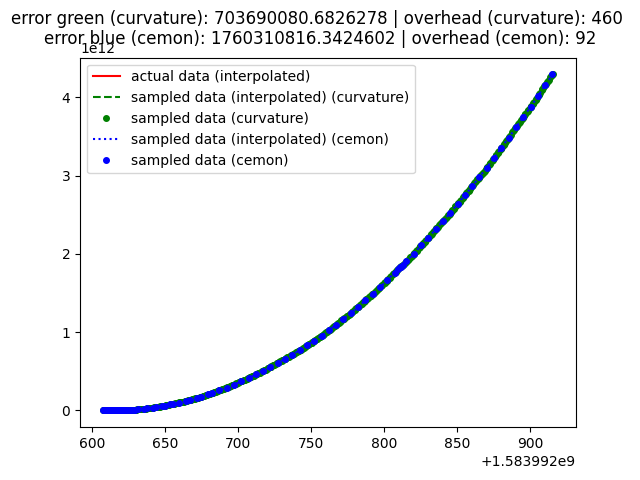 error green (curvature): 703690080.6826278 | overhead (curvature): 460
error blue (cemon): 1760310816.3424602 | overhead (cemon): 92
1e12
actual data (interpolated)
sampled data (interpolated) (curvature)
sampled data (curvature)
sampled data (interpolated) (cemon)
sampled data (cemon)
4
3
2
1
0
600 650 700 750 800 850 900
+1.583992e9